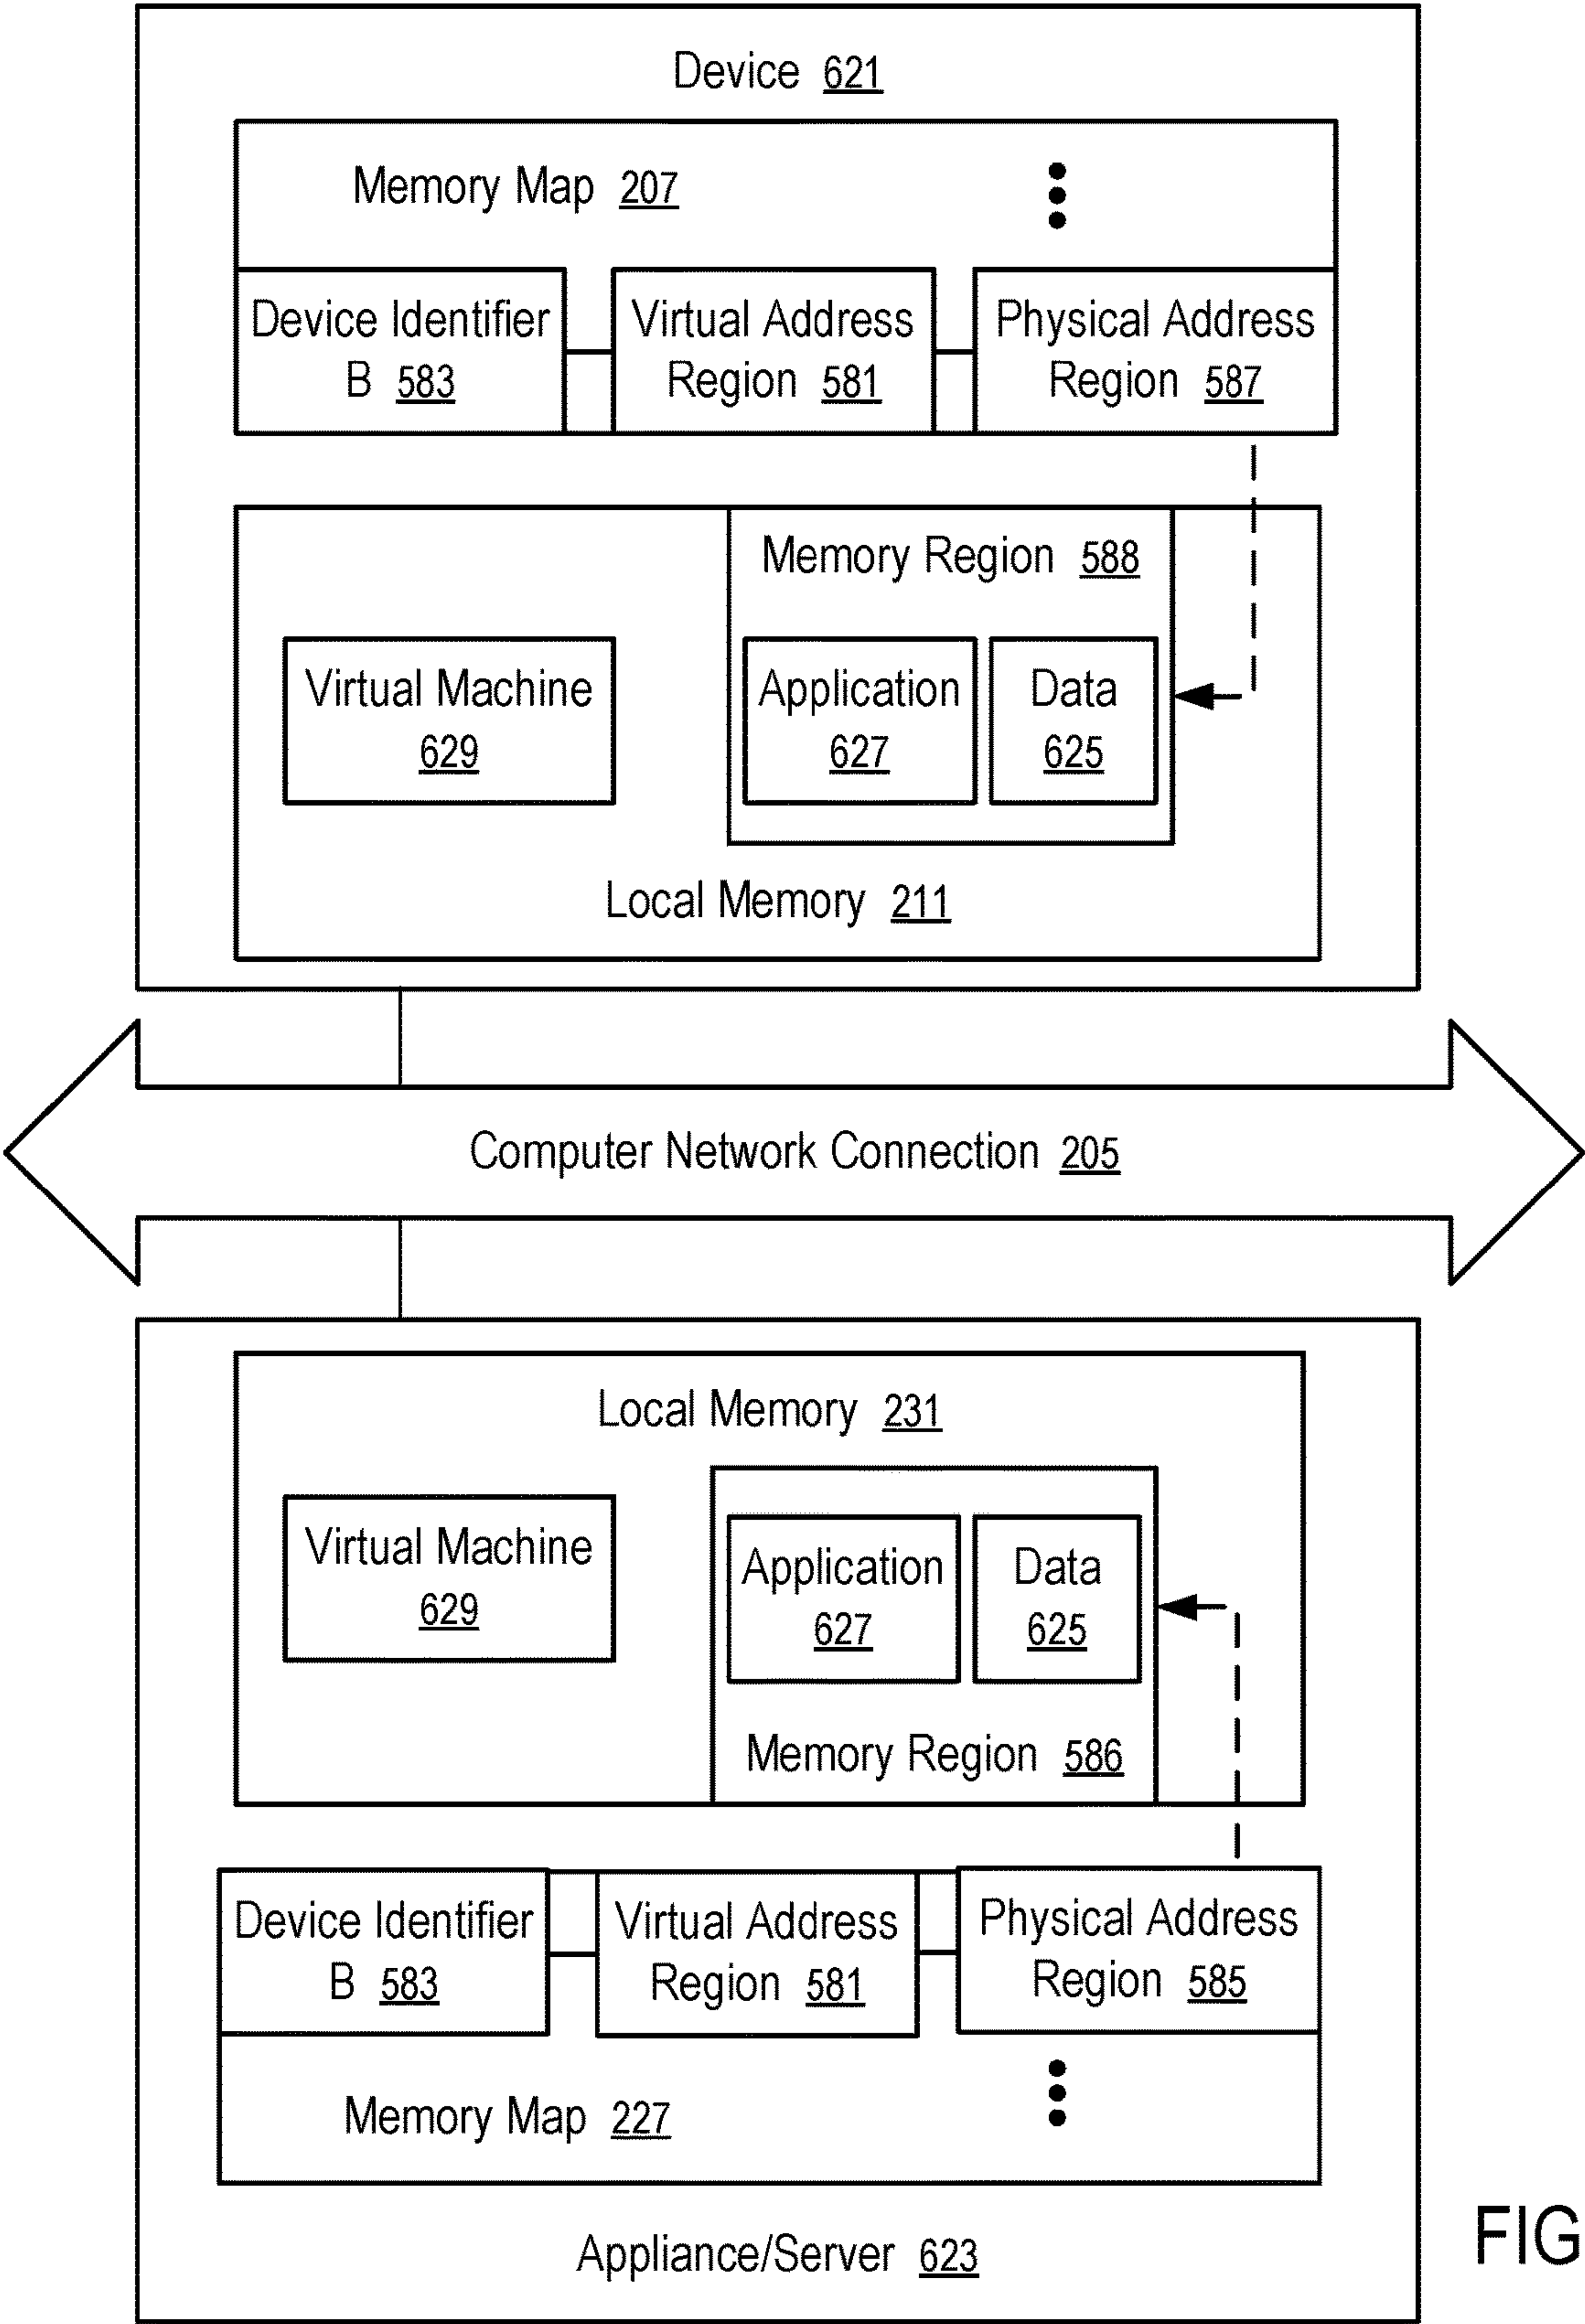 Device 621
Memory Map 207
Device Identifier
B 583
Virtual Address
Region 581
Physical Address
Region 587
Memory Region 588
Virtual Machine
629
Application
627
Data
625
Local Memory 211
Computer Network Connection 205
Local Memory 231
Virtual Machine
629
Application
627
Data
625
Memory Region 586
Device Identifier
B 583
Virtual Address
Region 581
Physical Address
Region 585
Memory Map 227
Appliance/Server 623
FIG